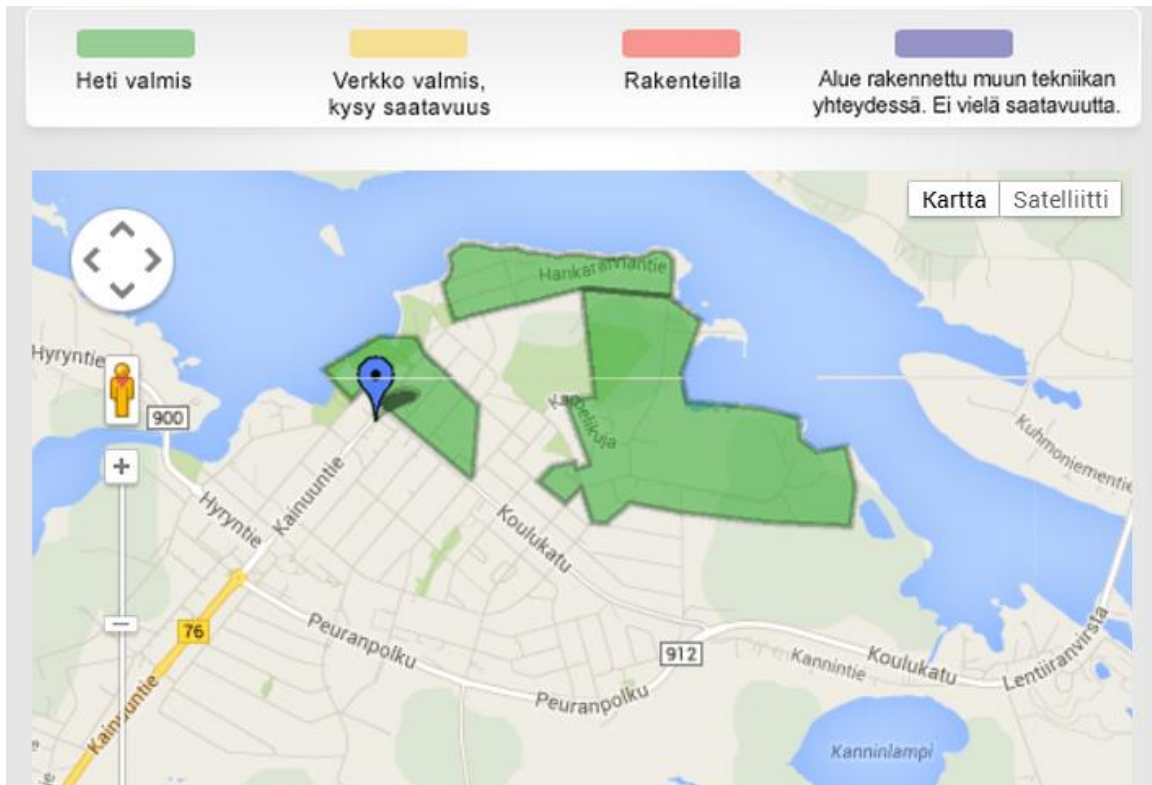 Heti valmis
Verkko valmis,
kysy saatavuus
Rakenteilla
Alue rakennettu muun tekniikan
yhteydessä. Ei vielä saatavuutta.
Kartta
Satelliitti
Hankarannantie
Hyryntie
900
Kuhmoniementie
Hyryntie
Kainuuntie
Koulukatu
76
Peuranpolku
912
Kannintie
Koulukatu
Lentiiranvirsta
Peuranpolku
Kainuuntie
Kanninlampi